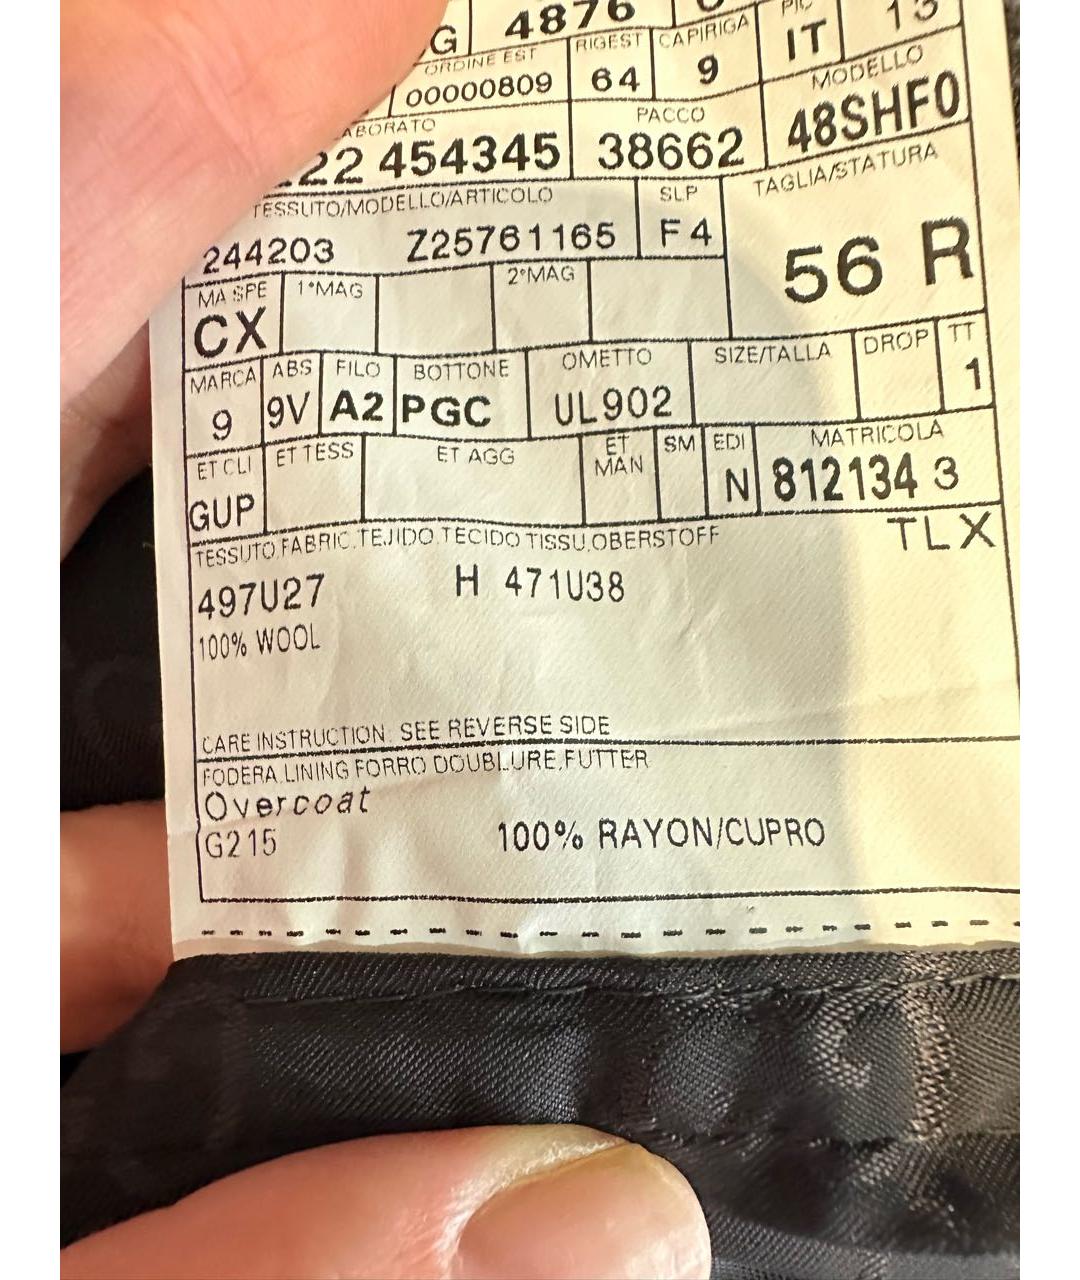 G 4876 13
ORDINE EST RIGEST CAPIRIGA IT MODELLO
00000809 64 9 48SHF0
ABORATO PACCO TAGLIA/STATURA
22 454345 38662
TESSUTO/MODELLO/ARTICOLO SLP
244203 Z25761165 F4 56 R
MA SPE 1°MAG 2°MAG
CX
MARCA ABS FILO BOTTONE OMETTO SIZE/TALLA DROP TT
9 9V A2 PGC UL902 1
ET CLI ET TESS ET AGG ET MAN SM EDI MATRICOLA
GUP N 812134 3
TESSUTO,FABRIC,TEJIDO,TECIDO,TISSU,OBERSTOFF TLX
497U27 H 471U38
100% WOOL
CARE INSTRUCTION: SEE REVERSE SIDE
FODERA,LINING,FORRO,DOUBLURE,FUTTER
Overcoat
G215 100% RAYON/CUPRO